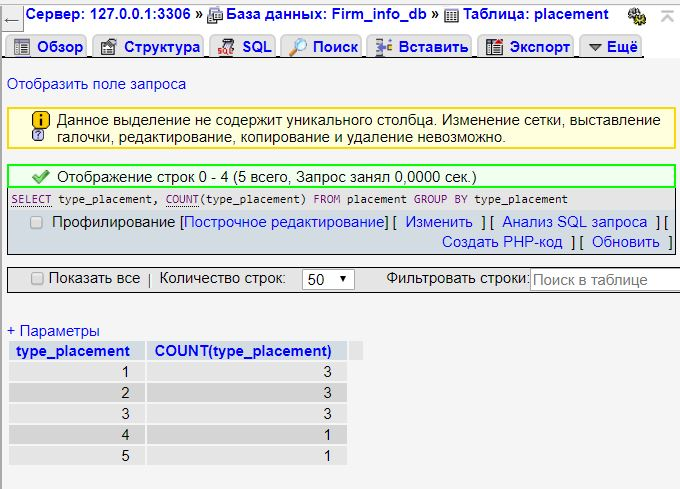 Сервер: 127.0.0.1:3306 » База данных: Firm_info_db » Таблица: placement
Обзор Структура SQL Поиск Вставить Экспорт Ещё
Отобразить поле запроса
Данное выделение не содержит уникального столбца. Изменение сетки, выставление
галочки, редактирование, копирование и удаление невозможно.
Отображение строк 0 - 4 (5 всего, Запрос занял 0,0000 сек.)
SELECT type_placement, COUNT(type_placement) FROM placement GROUP BY type_placement
Профилирование [Построчное редактирование] [ Изменить ] [ Анализ SQL запроса ] [
Создать PHP-код ] [ Обновить ]
Показать все | Количество строк: 50 Фильтровать строки: Поиск в таблице
+ Параметры
type_placement COUNT(type_placement)
1 3
2 3
3 3
4 1
5 1